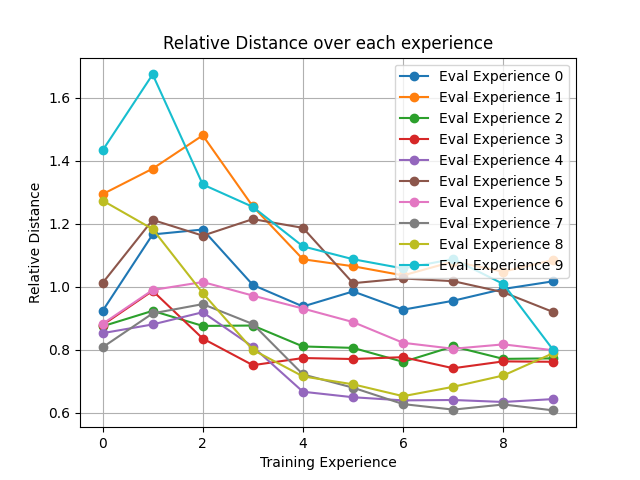 Relative Distance over each experience
Relative Distance
1.6
1.4
1.2
1.0
0.8
0.6
0
2
4
6
8
Training Experience
Eval Experience 0
Eval Experience 1
Eval Experience 2
Eval Experience 3
Eval Experience 4
Eval Experience 5
Eval Experience 6
Eval Experience 7
Eval Experience 8
Eval Experience 9